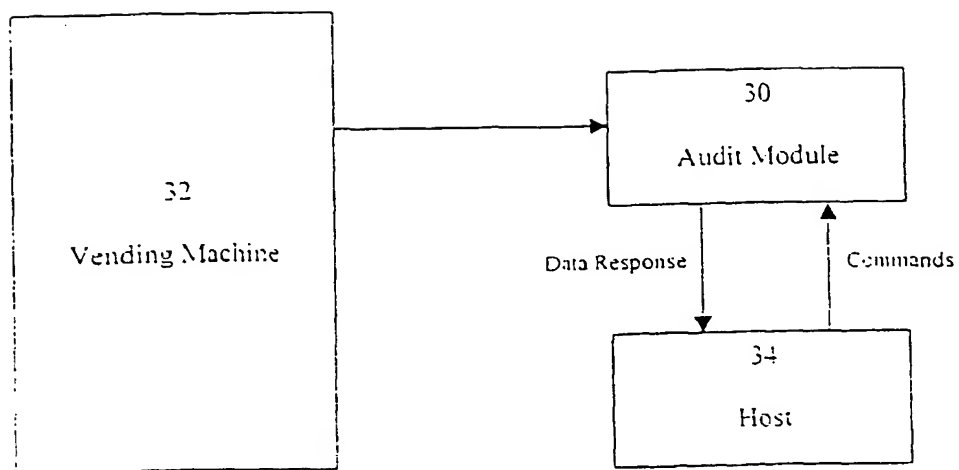 32
Vending Machine
30
Audit Module
Data Response
Commands
34
Host